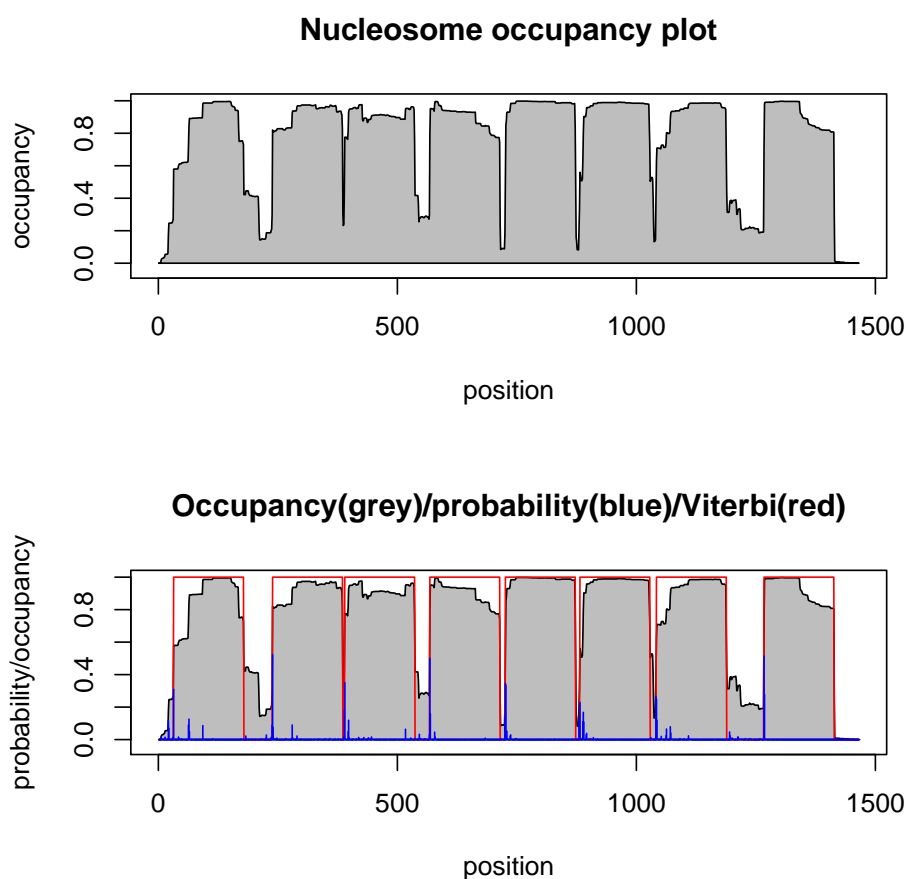 Nucleosome occupancy plot
occupancy
0.0 0.4 0.8
0 500 1000 1500
position
Occupancy(grey)/probability(blue)/Viterbi(red)
probability/occupancy
0.0 0.4 0.8
0 500 1000 1500
position